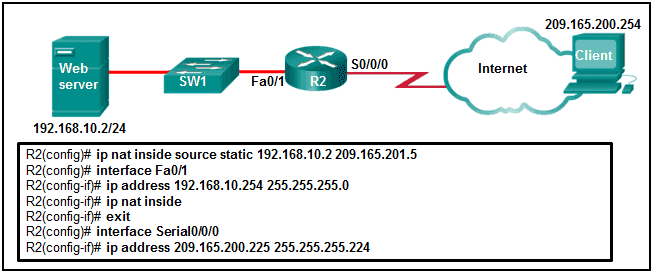 209.165.200.254
Web
server
SW1
Fa0/1
R2
S0/0/0
Internet
Client
192.168.10.2/24
R2(config)# ip nat inside source static 192.168.10.2 209.165.201.5
R2(config)# interface Fa0/1
R2(config-if)# ip address 192.168.10.254 255.255.255.0
R2(config-if)# ip nat inside
R2(config-if)# exit
R2(config)# interface Serial0/0/0
R2(config-if)# ip address 209.165.200.225 255.255.255.224